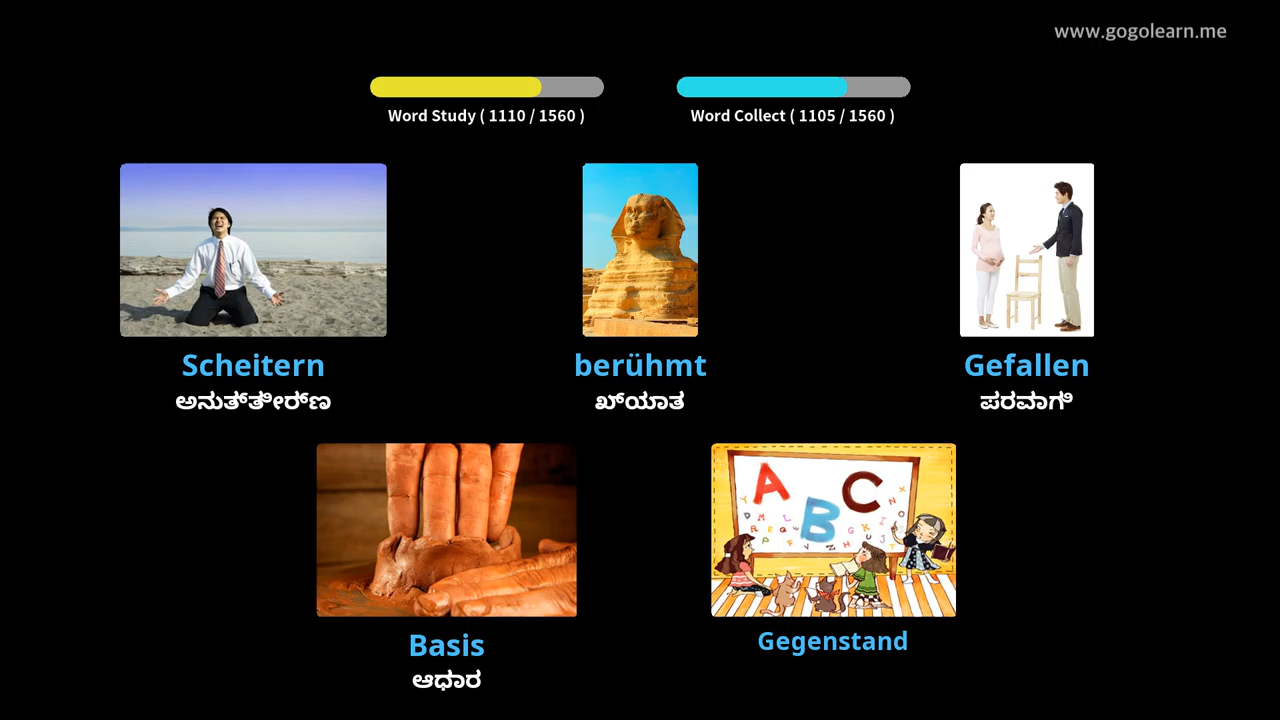 www.gogolearn.me
Word Study ( 1110 / 1560 )
Word Collect ( 1105 / 1560 )
Scheitern
ಅನುತ್ತೀರ್ಣ
berühmt
ಖ್ಯಾತ
Gefallen
ಪರವಾಗಿ
A B C
Basis
ಆಧಾರ
Gegenstand